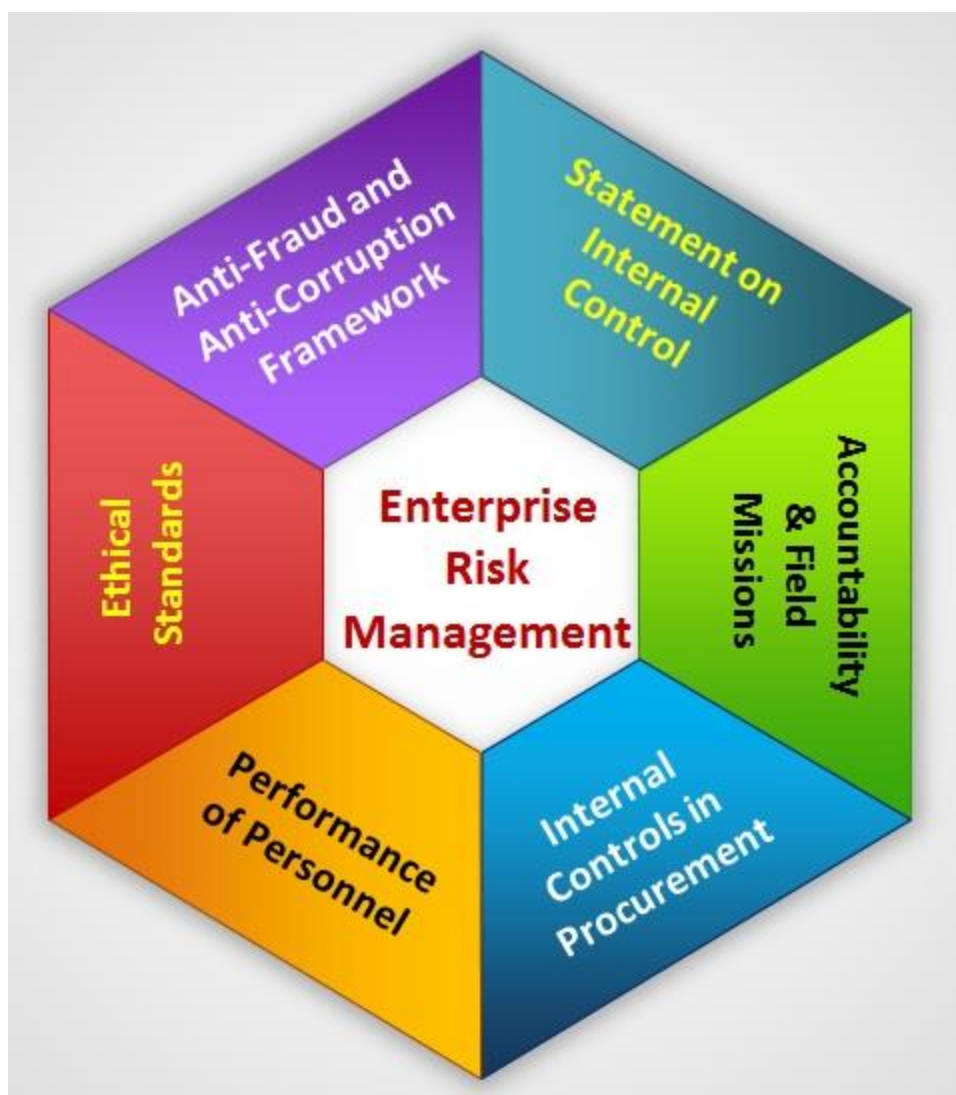 Anti-Fraud and
Anti-Corruption
Framework
Statement on
Internal
Control
Accountability
& Field
Missions
Internal
Controls in
Procurement
Performance
of Personnel
Ethical
Standards
Enterprise
Risk
Management